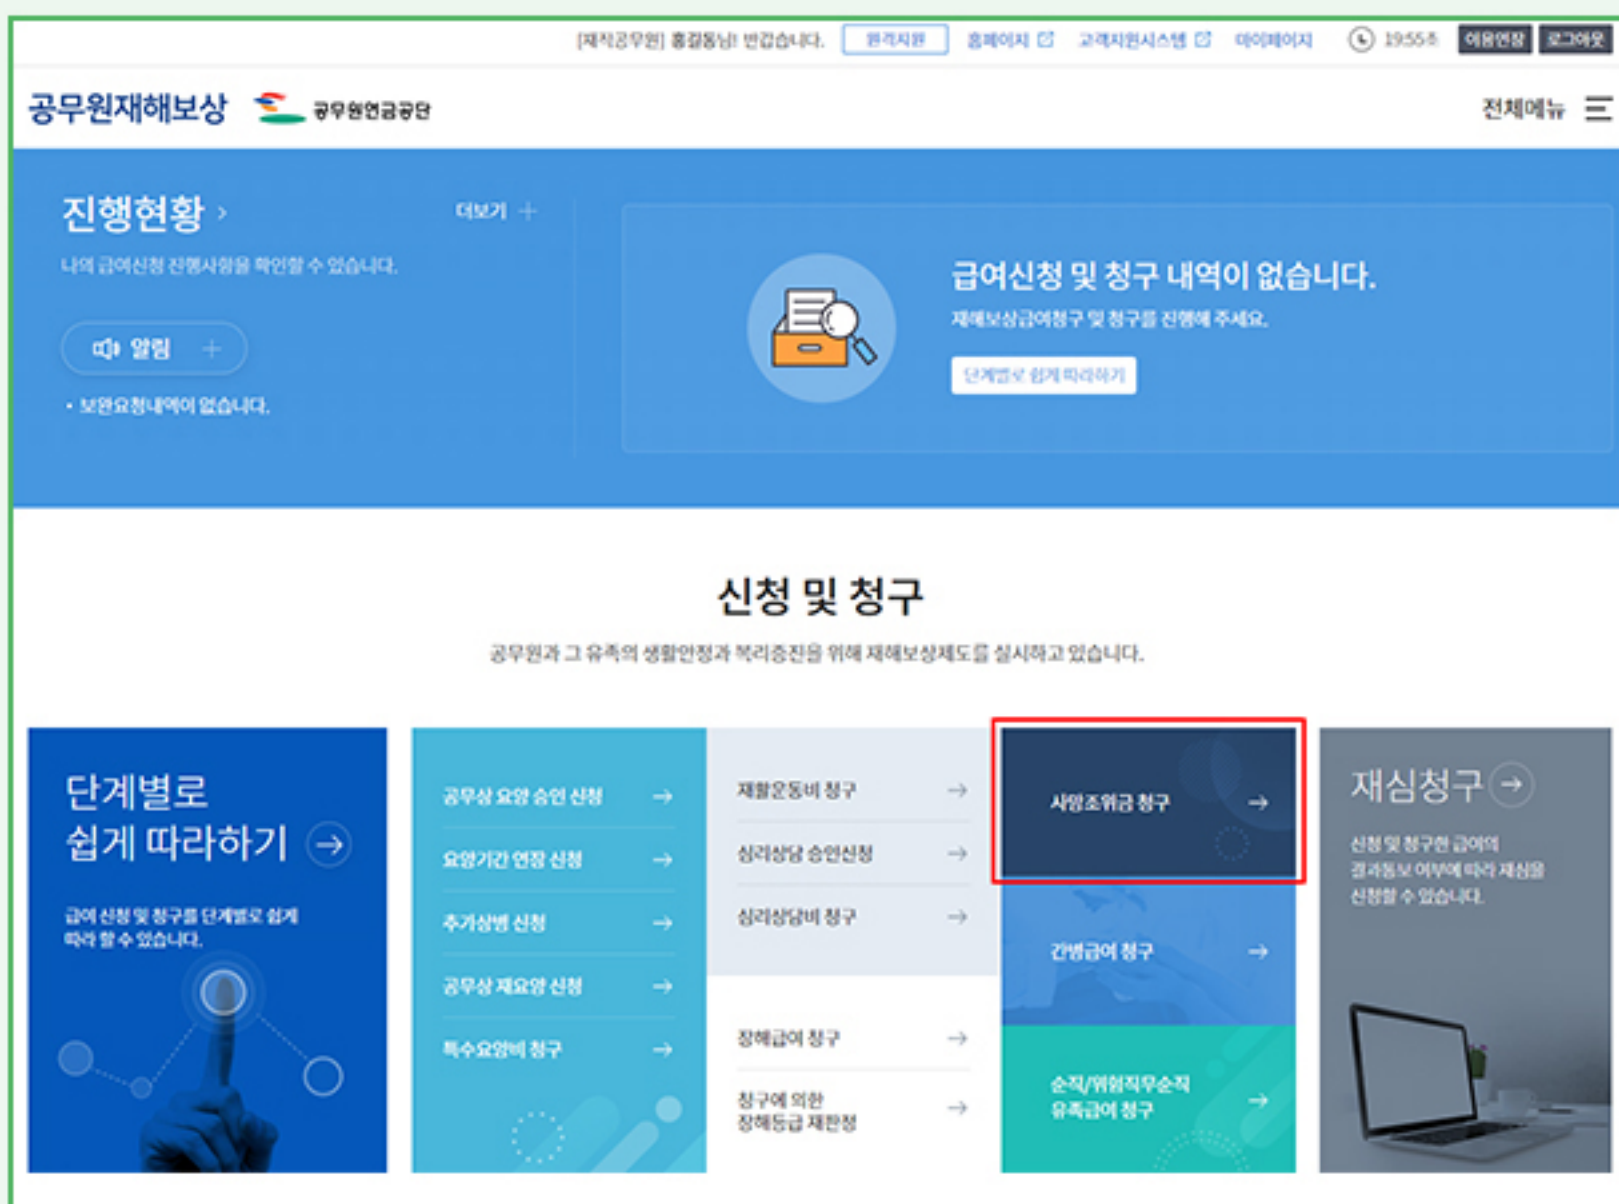 [재직공무원] 홍길동님! 반갑습니다. 원격지원 홈페이지 고객지원시스템 마이페이지 19:55초 이용연장 로그아웃
공무원재해보상 공무원연금공단 전체메뉴
진행현황 > 더보기 +
나의 급여신청 진행사항을 확인할 수 있습니다.
알림 +
• 보완요청내역이 없습니다.
급여신청 및 청구 내역이 없습니다.
재해보상급여청구 및 청구를 진행해 주세요.
단계별로 쉽게 따라하기
신청 및 청구
공무원과 그 유족의 생활안정과 복리증진을 위해 재해보상제도를 실시하고 있습니다.
단계별로
쉽게 따라하기 →
급여 신청 및 청구를 단계별로 쉽게
따라 할 수 있습니다.
공무상 요양 승인 신청 →
요양기간 연장 신청 →
추가상병 신청 →
공무상 재요양 신청 →
특수요양비 청구 →
재활운동비 청구 →
심리상담 승인신청 →
심리상담비 청구 →
장해급여 청구 →
청구에 의한
장해등급 재판정 →
사망조위금 청구 →
간병급여 청구 →
순직/위험직무순직
유족급여 청구 →
재심청구 →
신청 및 청구한 급여의
결과통보 여부에 따라 재심을
신청할 수 있습니다.